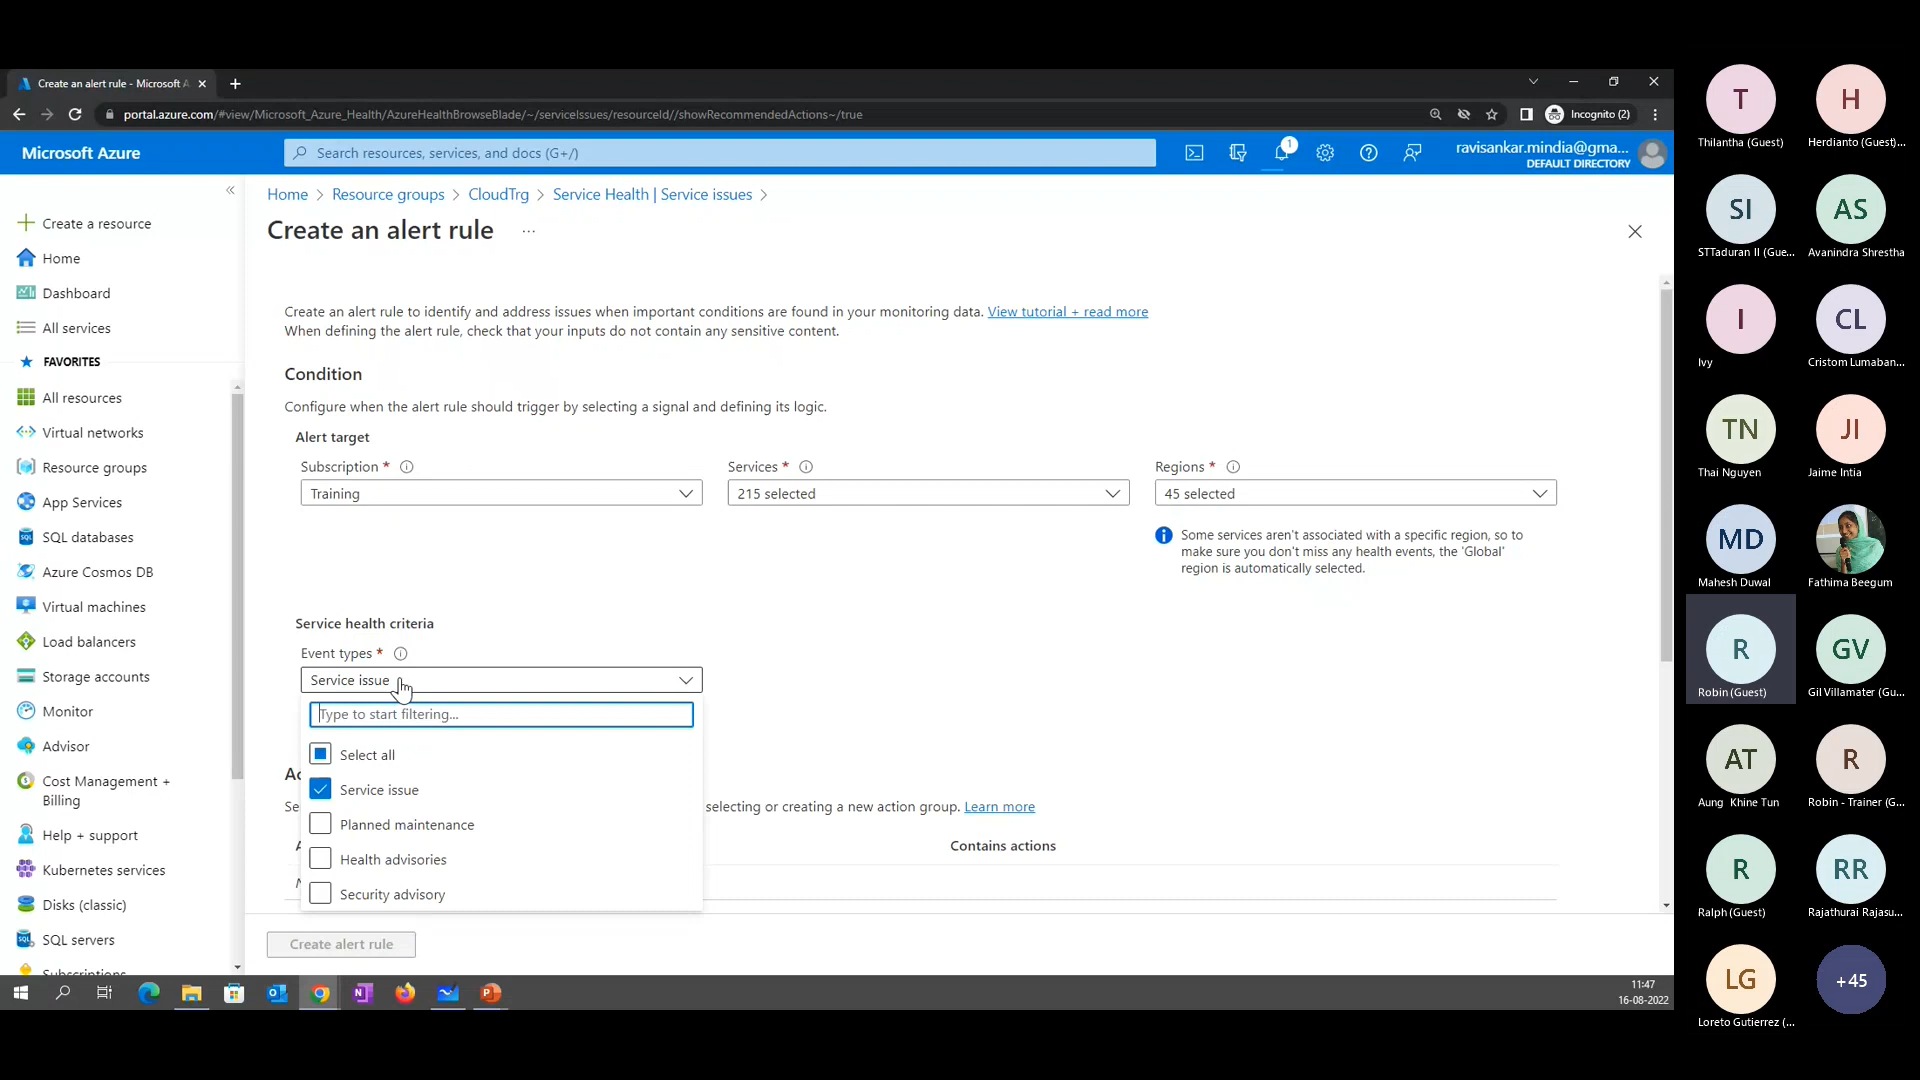 Create an alert rule - Microsoft A
portal.azure.com/#view/Microsoft_Azure_Health/AzureHealthBrowseBlade/~/serviceIssues/resourceId//showRecommendedActions~/true
Incognito (2)
Microsoft Azure
Search resources, services, and docs (G+/)
1
ravisankar.mindia@gma...
DEFAULT DIRECTORY
Create a resource
Home
Dashboard
All services
FAVORITES
All resources
Virtual networks
Resource groups
App Services
SQL databases
Azure Cosmos DB
Virtual machines
Load balancers
Storage accounts
Monitor
Advisor
Cost Management +
Billing
Help + support
Kubernetes services
Disks (classic)
SQL servers
Subscriptions
Home > Resource groups > CloudTrg > Service Health | Service issues >
Create an alert rule ...
Create an alert rule to identify and address issues when important conditions are found in your monitoring data. View tutorial + read more
When defining the alert rule, check that your inputs do not contain any sensitive content.
Condition
Configure when the alert rule should trigger by selecting a signal and defining its logic.
Alert target
Subscription *
Services *
Regions *
Training
215 selected
45 selected
Some services aren't associated with a specific region, so to
make sure you don't miss any health events, the 'Global'
region is automatically selected.
Service health criteria
Event types *
Service issue
Type to start filtering...
Select all
Service issue
Planned maintenance
Health advisories
Security advisory
selecting or creating a new action group. Learn more
Contains actions
Create alert rule
11:47
16-08-2022
T
Thilantha (Guest)
H
Herdianto (Guest)...
SI
STTaduran II (Gue...
AS
Avanindra Shrestha
I
Ivy
CL
Cristom Lumaban...
TN
Thai Nguyen
JI
Jaime Intia
MD
Mahesh Duwal
Fathima Beegum
R
Robin (Guest)
GV
Gil Villamater (Gu...
AT
Aung Khine Tun
R
Robin - Trainer (G...
R
Ralph (Guest)
RR
Rajathurai Rajasu...
LG
Loreto Gutierrez (...
+45